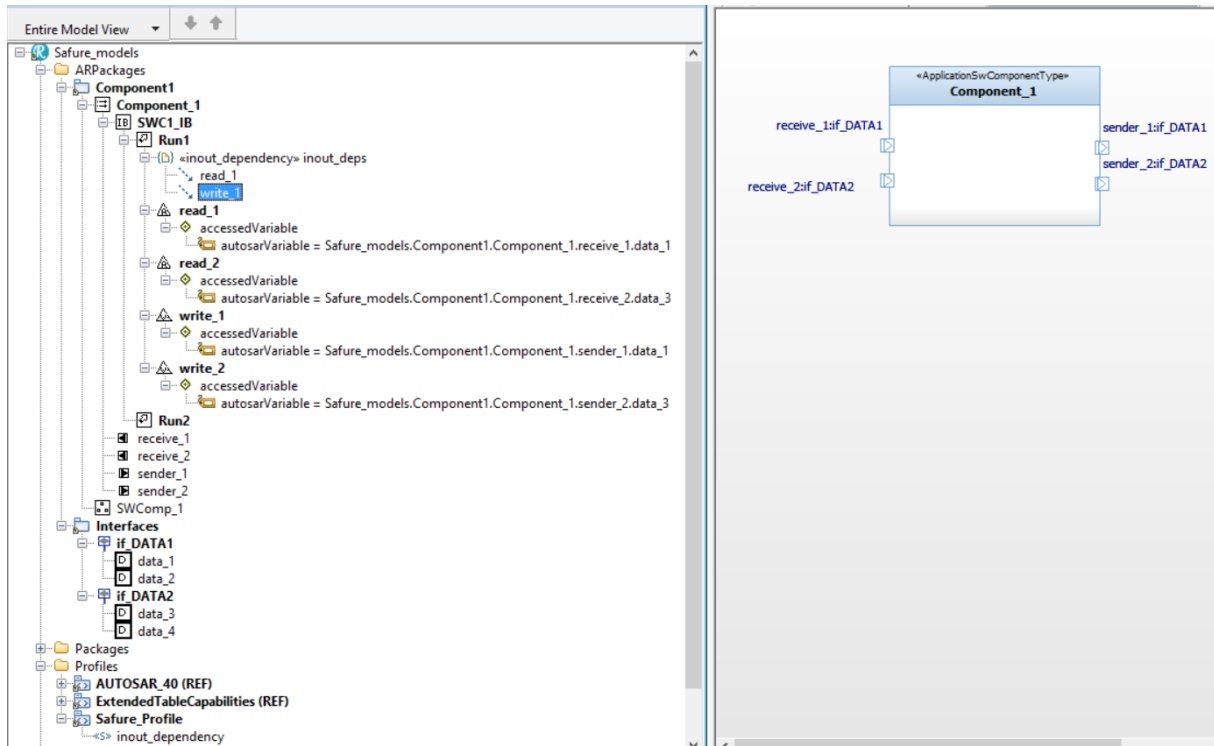 Entire Model View
Safure_models
ARPackages
Component1
Component_1
SWC1_IB
Run1
«inout_dependency» inout_deps
read_1
write_1
read_1
accessedVariable
autosarVariable = Safure_models.Component1.Component_1.receive_1.data_1
read_2
accessedVariable
autosarVariable = Safure_models.Component1.Component_1.receive_2.data_3
write_1
accessedVariable
autosarVariable = Safure_models.Component1.Component_1.sender_1.data_1
write_2
accessedVariable
autosarVariable = Safure_models.Component1.Component_1.sender_2.data_3
Run2
receive_1
receive_2
sender_1
sender_2
SWComp_1
Interfaces
if_DATA1
D data_1
D data_2
if_DATA2
D data_3
D data_4
Packages
Profiles
AUTOSAR_40 (REF)
ExtendedTableCapabilities (REF)
Safure_Profile
«S» inout_dependency
«ApplicationSwComponentType»
Component_1
receive_1:if_DATA1
sender_1:if_DATA1
sender_2:if_DATA2
receive_2:if_DATA2